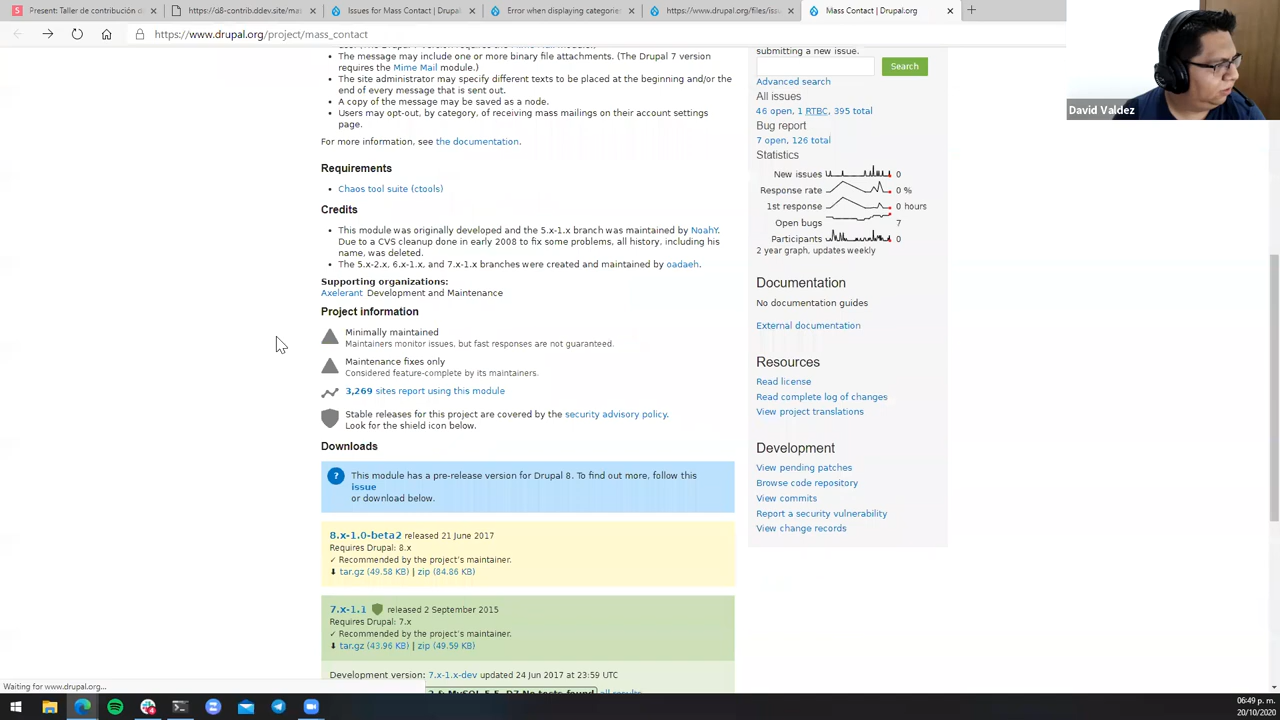 Present: Taller de contribución d
https://d8-contrib.ddev.site/ma
Issues for Mass Contact | Drupal.
Error when displaying categorie
https://www.drupal.org/files/iss
Mass Contact | Drupal.org
https://www.drupal.org/project/mass_contact
David Valdez
The message may include one or more binary file attachments. (The Drupal 7 version
requires the Mime Mail module.)
The site administrator may specify different texts to be placed at the beginning and/or the
end of every message that is sent out.
A copy of the message may be saved as a node.
Users may opt-out, by category, of receiving mass mailings on their account settings
page.
For more information, see the documentation.
Requirements
Chaos tool suite (ctools)
Credits
This module was originally developed and the 5.x-1.x branch was maintained by NoahY.
Due to a CVS cleanup done in early 2008 to fix some problems, all history, including his
name, was deleted.
The 5.x-2.x, 6.x-1.x, and 7.x-1.x branches were created and maintained by oadaeh.
Supporting organizations:
Axelerant Development and Maintenance
Project information
Minimally maintained
Maintainers monitor issues, but fast responses are not guaranteed.
Maintenance fixes only
Considered feature-complete by its maintainers.
3,269 sites report using this module
Stable releases for this project are covered by the security advisory policy.
Look for the shield icon below.
Downloads
This module has a pre-release version for Drupal 8. To find out more, follow this
issue
or download below.
8.x-1.0-beta2 released 21 June 2017
Requires Drupal: 8.x
✓ Recommended by the project's maintainer.
tar.gz (49.58 KB) | zip (84.86 KB)
7.x-1.1 released 2 September 2015
Requires Drupal: 7.x
✓ Recommended by the project's maintainer.
tar.gz (43.96 KB) | zip (49.59 KB)
Development version: 7.x-1.x-dev updated 24 Jun 2017 at 23:59 UTC
submitting a new issue.
Search
Advanced search
All issues
46 open, 1 RTBC, 395 total
Bug report
7 open, 126 total
Statistics
New issues 0
Response rate 0 %
1st response 0 hours
Open bugs 7
Participants 0
2 year graph, updates weekly
Documentation
No documentation guides
External documentation
Resources
Read license
Read complete log of changes
View project translations
Development
View pending patches
Browse code repository
View commits
Report a security vulnerability
View change records
Waiting for www.drupal.org...
06:49 p. m.
20/10/2020